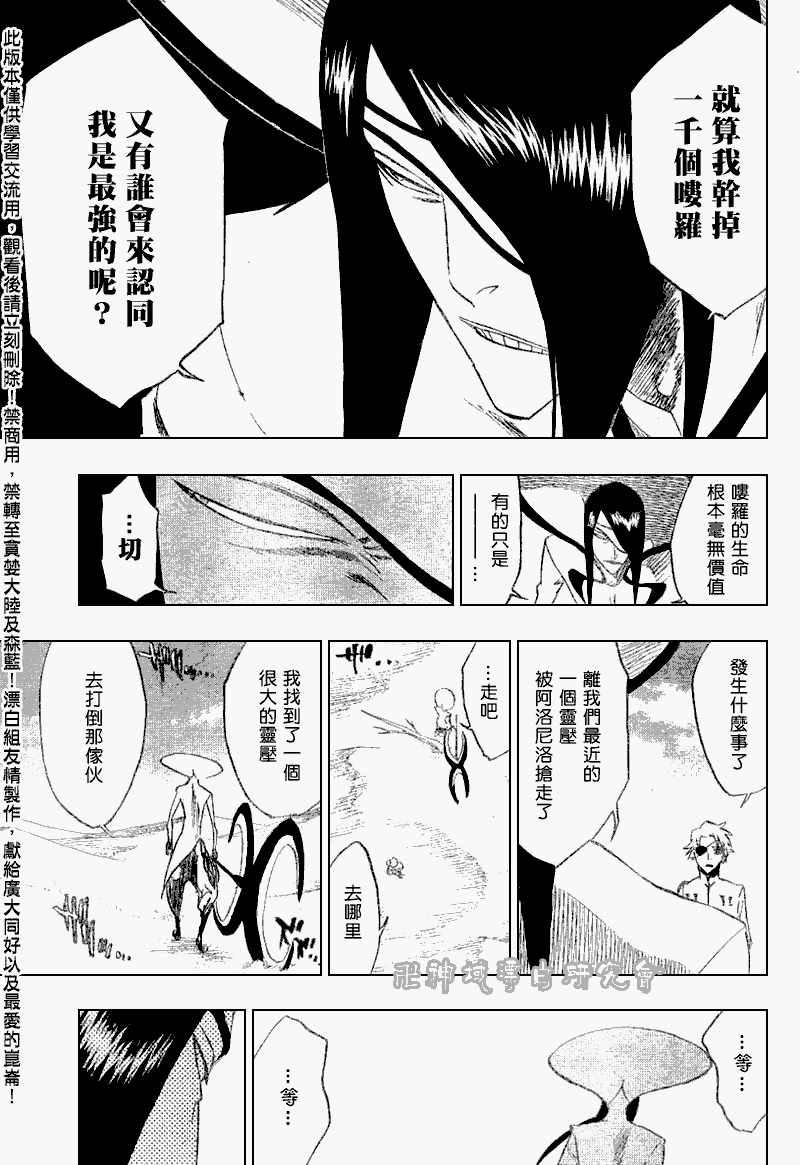 就算我幹掉
一千個嘍羅
又有誰會來認同
我是最強的呢？
嘍羅的生命
根本毫無價值
有的只是——
…切
發生什麼事了
離我們最近的
一個靈壓
被阿洛尼洛搶走了
…走吧
去哪里
我找到了一個
很大的靈壓
去打倒那傢伙
…等…
…等…
此版本僅供學習交流用，觀看後請立刻刪除！禁商用，禁轉至貪婪大陸及森藍！漂白組友情製作，獻給廣大同好以及最愛的崑崙！